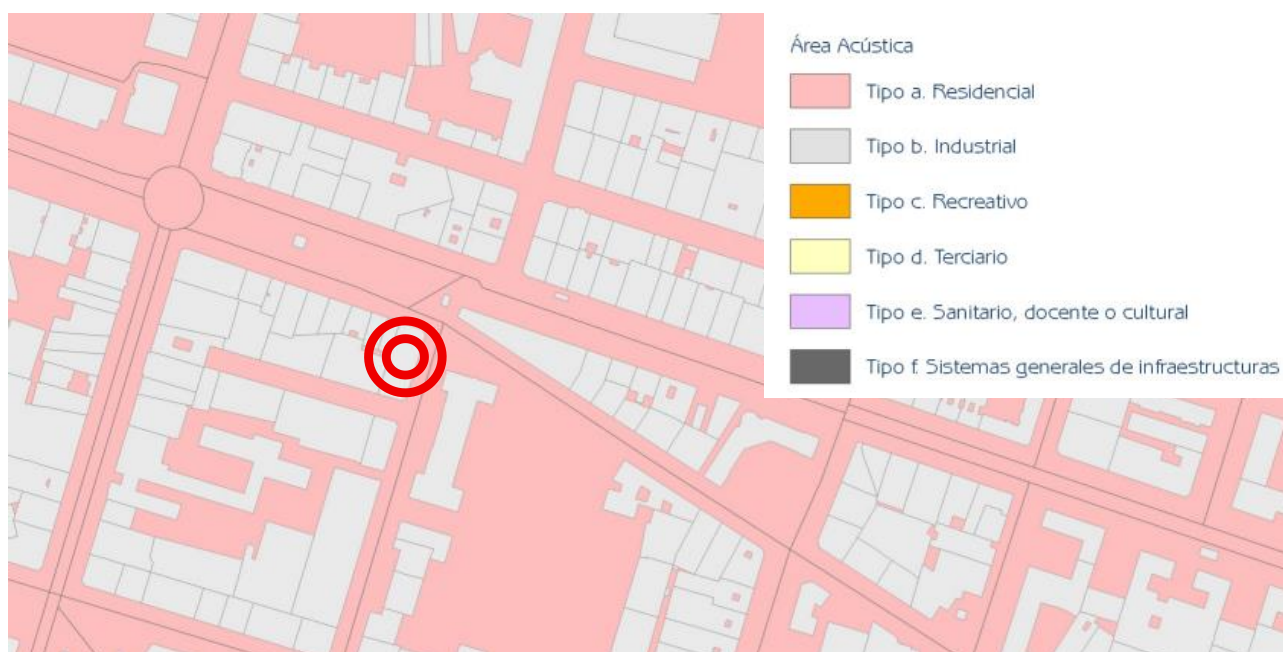 Área Acústica
Tipo a. Residencial
Tipo b. Industrial
Tipo c. Recreativo
Tipo d. Terciario
Tipo e. Sanitario, docente o cultural
Tipo f. Sistemas generales de infraestructuras